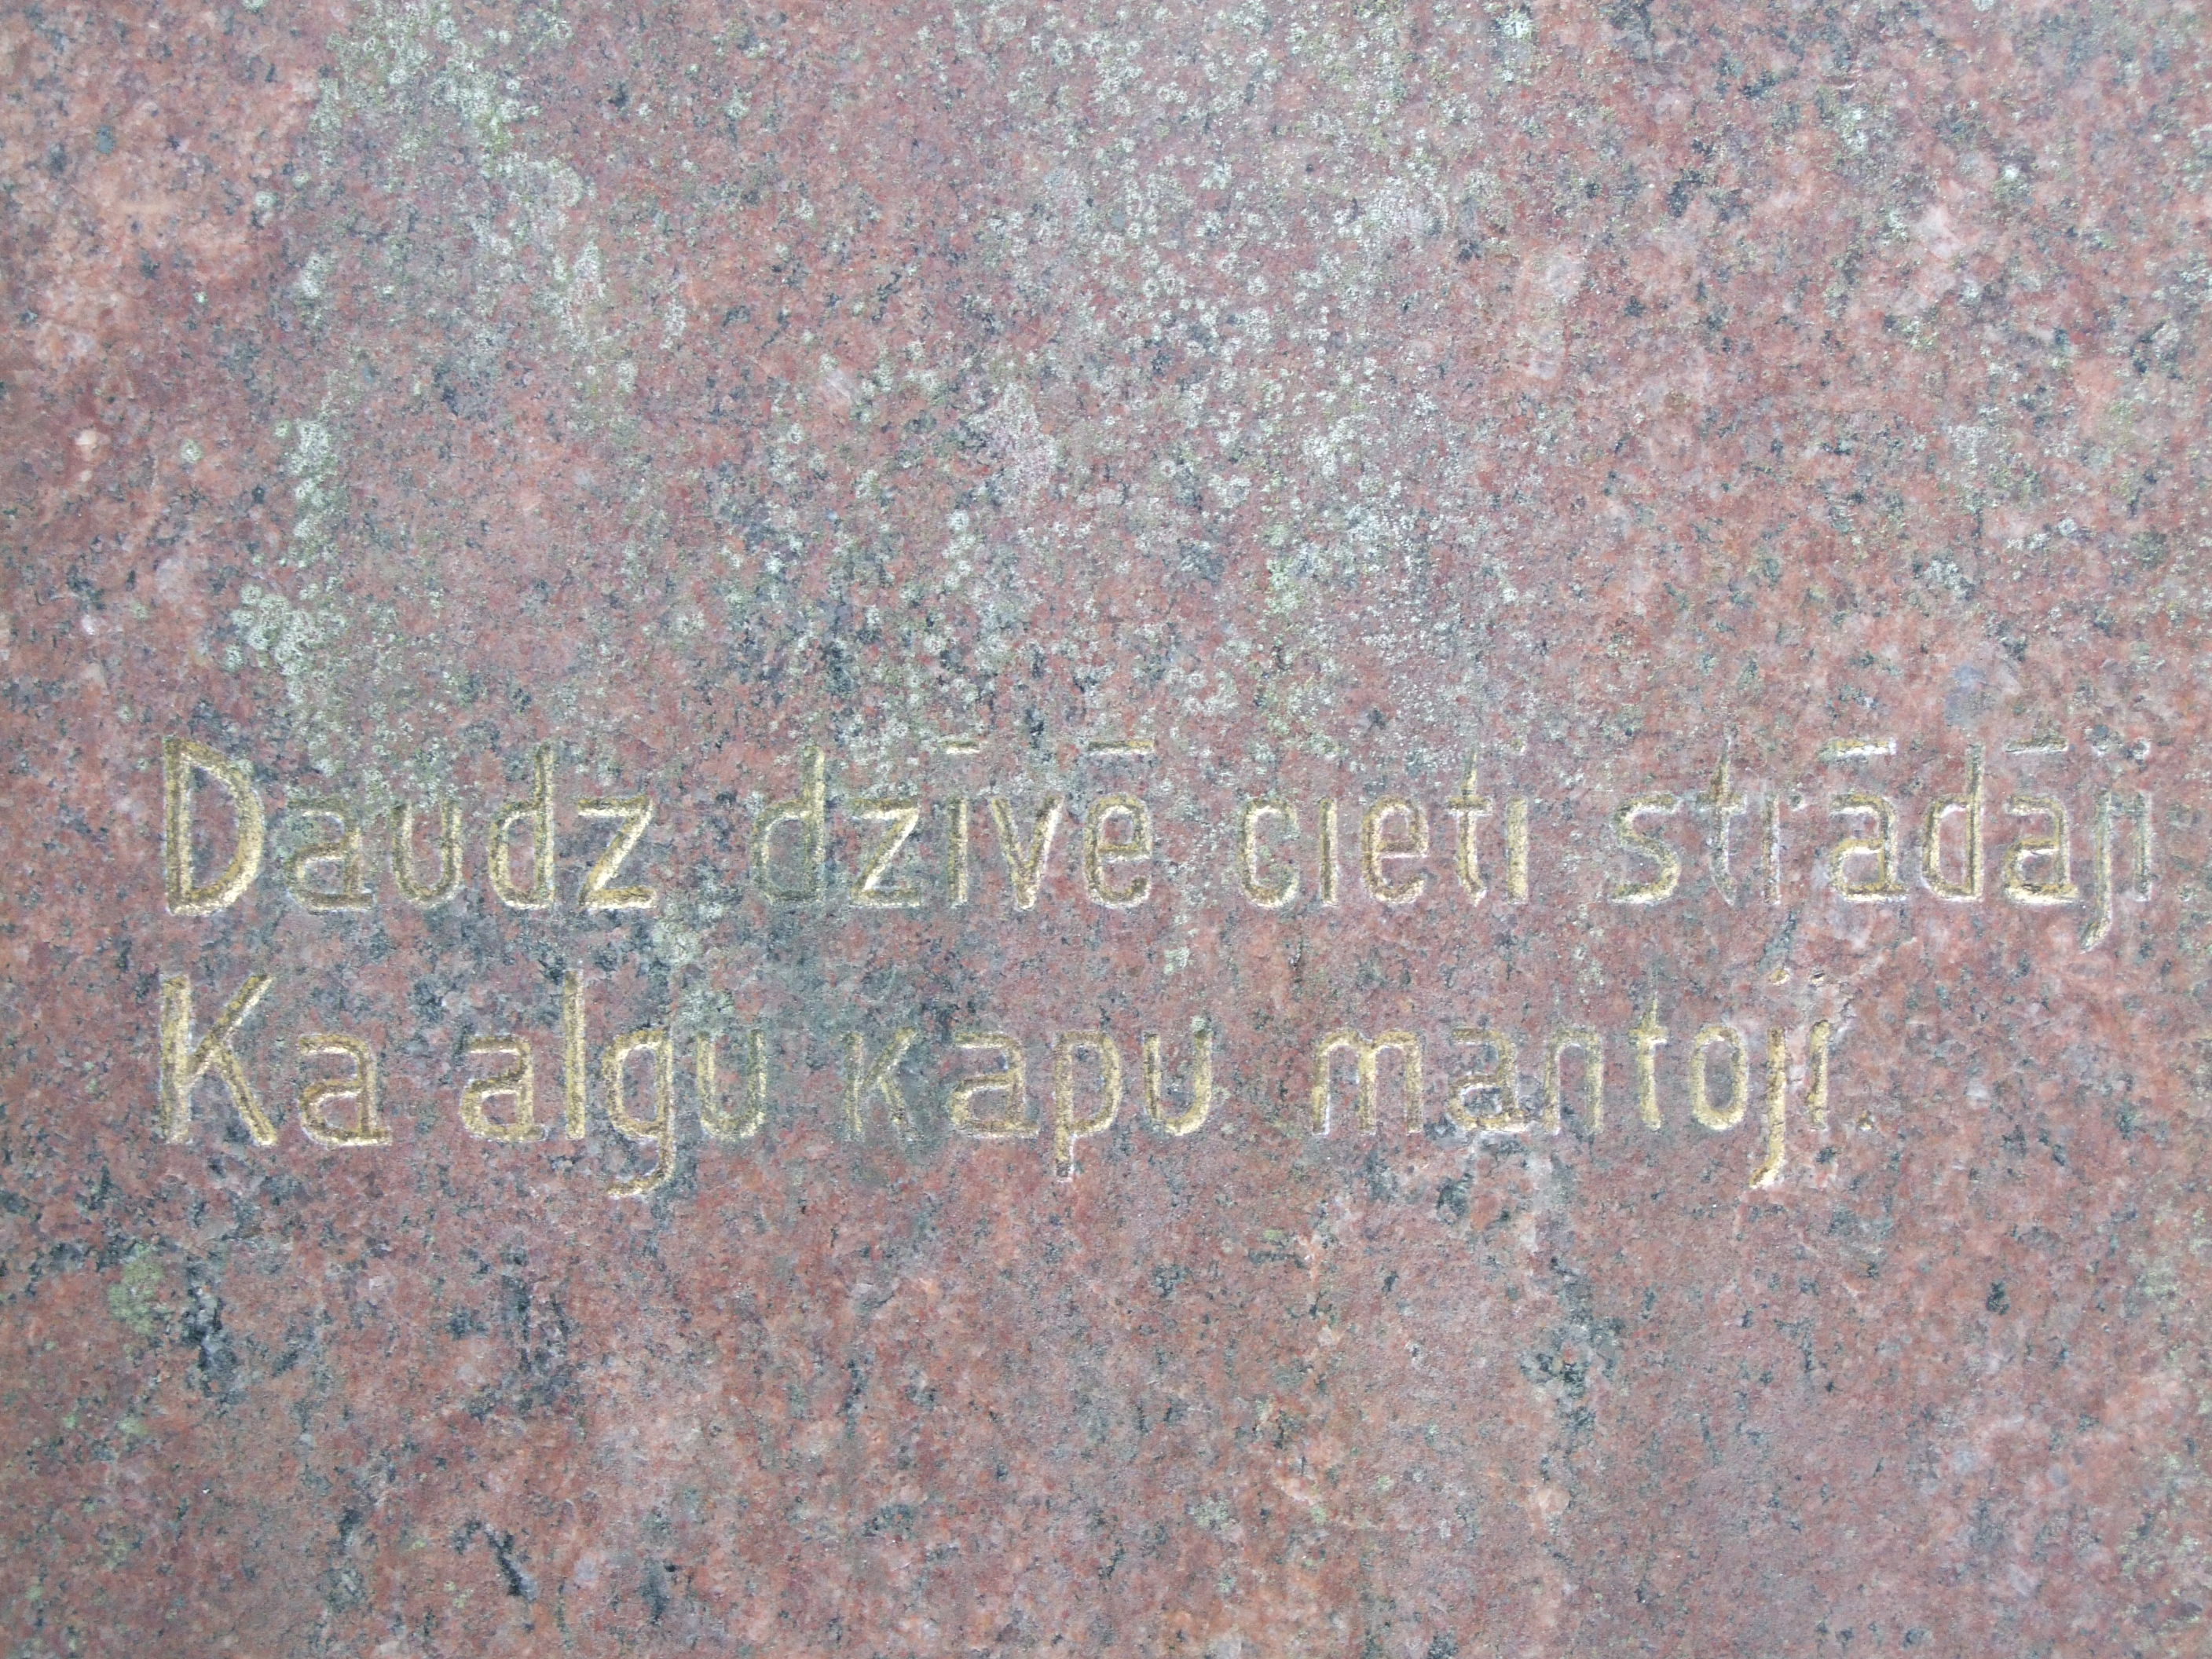 Daudz dzīvē cieti strādāji
Ka algu kapu mantoji.